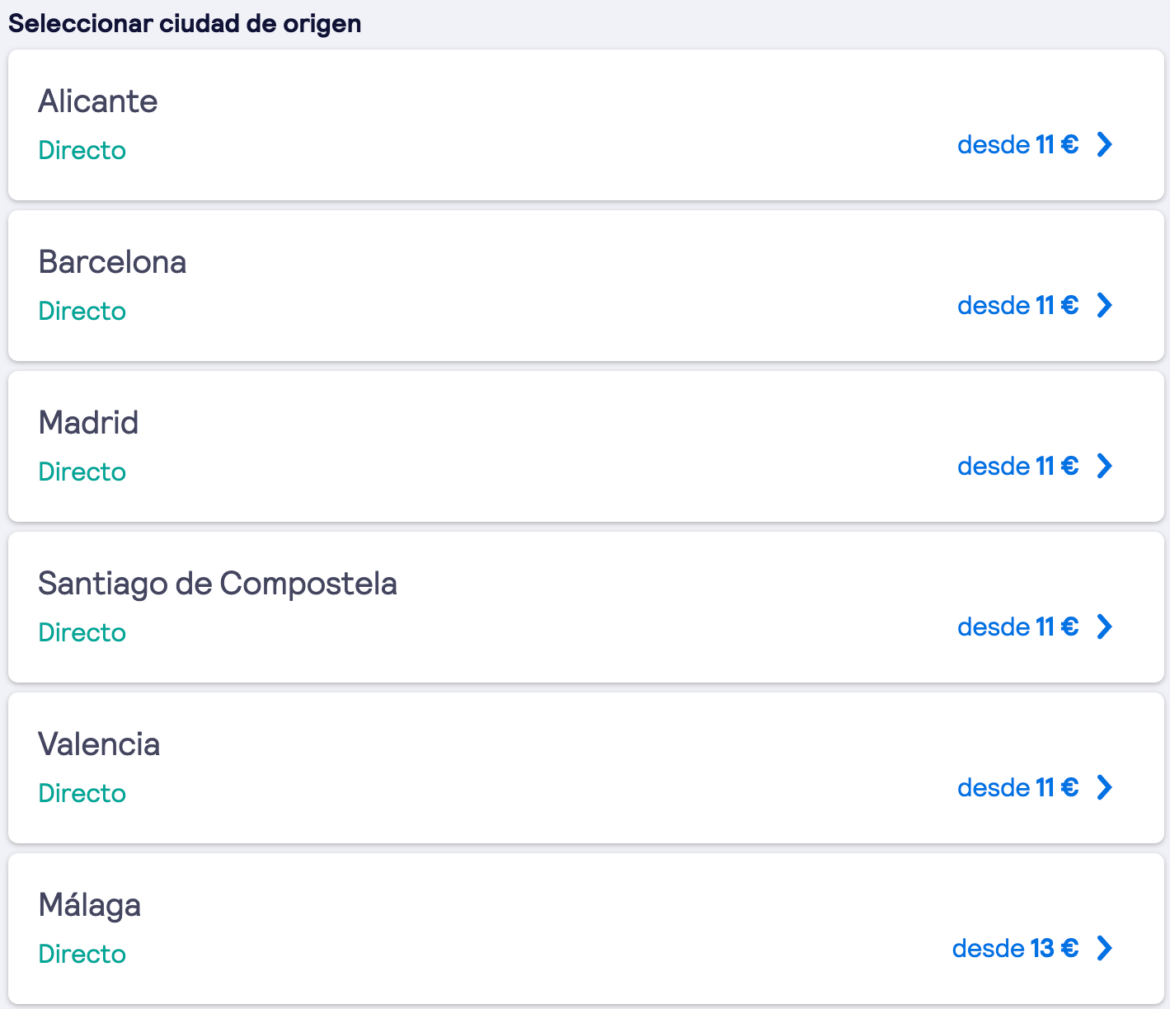 Seleccionar ciudad de origen
Alicante
Directo
desde 11 €
Barcelona
Directo
desde 11 €
Madrid
Directo
desde 11 €
Santiago de Compostela
Directo
desde 11 €
Valencia
Directo
desde 11 €
Málaga
Directo
desde 13 €